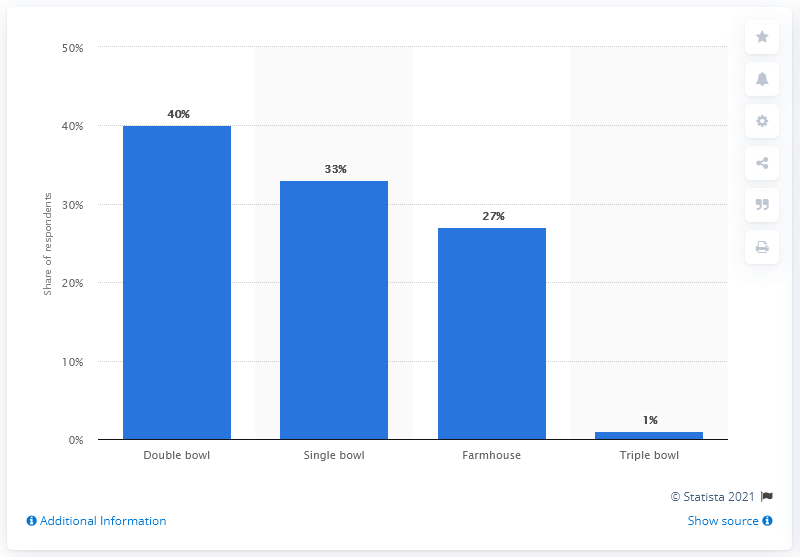 50%
40%
30%
20%
10%
0%
Share of respondents
40%
33%
27%
1%
Double bowl
Single bowl
Farmhouse
Triple bowl
© Statista 2021
Additional Information
Show source